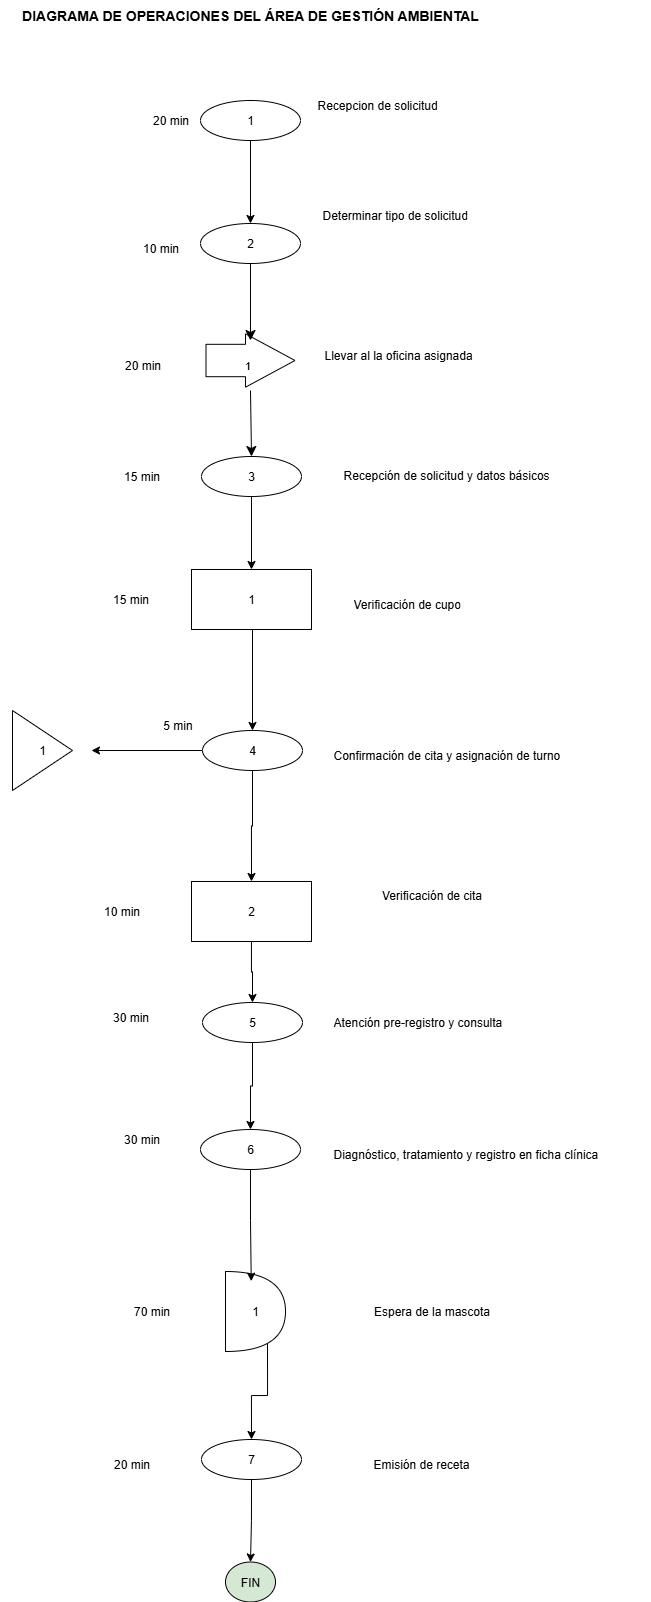 DIAGRAMA DE OPERACIONES DEL ÁREA DE GESTIÓN AMBIENTAL
Recepcion de solicitud
20 min
1
Determinar tipo de solicitud
10 min
2
Llevar al la oficina asignada
20 min
1
15 min
3
Recepción de solicitud y datos básicos
15 min
1
Verificación de cupo
5 min
1
4
Confirmación de cita y asignación de turno
Verificación de cita
10 min
2
30 min
5
Atención pre-registro y consulta
30 min
6
Diagnóstico, tratamiento y registro en ficha clínica
70 min
1
Espera de la mascota
20 min
7
Emisión de receta
FIN